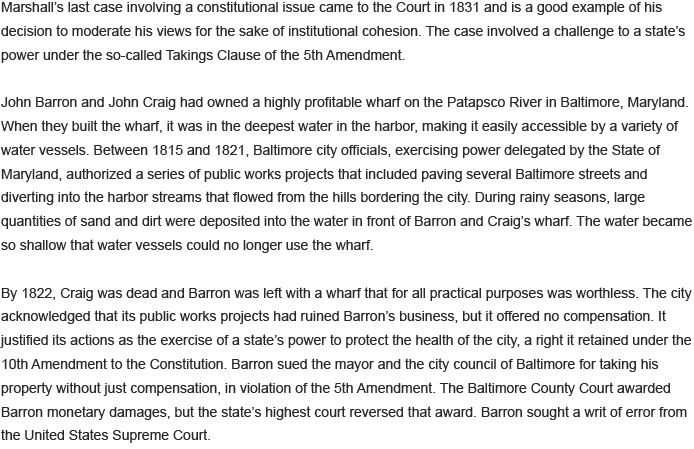 Marshall’s last case involving a constitutional issue came to the Court in 1831 and is a good example of his
decision to moderate his views for the sake of institutional cohesion. The case involved a challenge to a state’s
power under the so-called Takings Clause of the 5th Amendment.
John Barron and John Craig had owned a highly profitable wharf on the Patapsco River in Baltimore, Maryland.
When they built the wharf, it was in the deepest water in the harbor, making it easily accessible by a variety of
water vessels. Between 1815 and 1821, Baltimore city officials, exercising power delegated by the State of
Maryland, authorized a series of public works projects that included paving several Baltimore streets and
diverting into the harbor streams that flowed from the hills bordering the city. During rainy seasons, large
quantities of sand and dirt were deposited into the water in front of Barron and Craig’s wharf. The water became
so shallow that water vessels could no longer use the wharf.
By 1822, Craig was dead and Barron was left with a wharf that for all practical purposes was worthless. The city
acknowledged that its public works projects had ruined Barron’s business, but it offered no compensation. It
justified its actions as the exercise of a state’s power to protect the health of the city, a right it retained under the
10th Amendment to the Constitution. Barron sued the mayor and the city council of Baltimore for taking his
property without just compensation, in violation of the 5th Amendment. The Baltimore County Court awarded
Barron monetary damages, but the state’s highest court reversed that award. Barron sought a writ of error from
the United States Supreme Court.